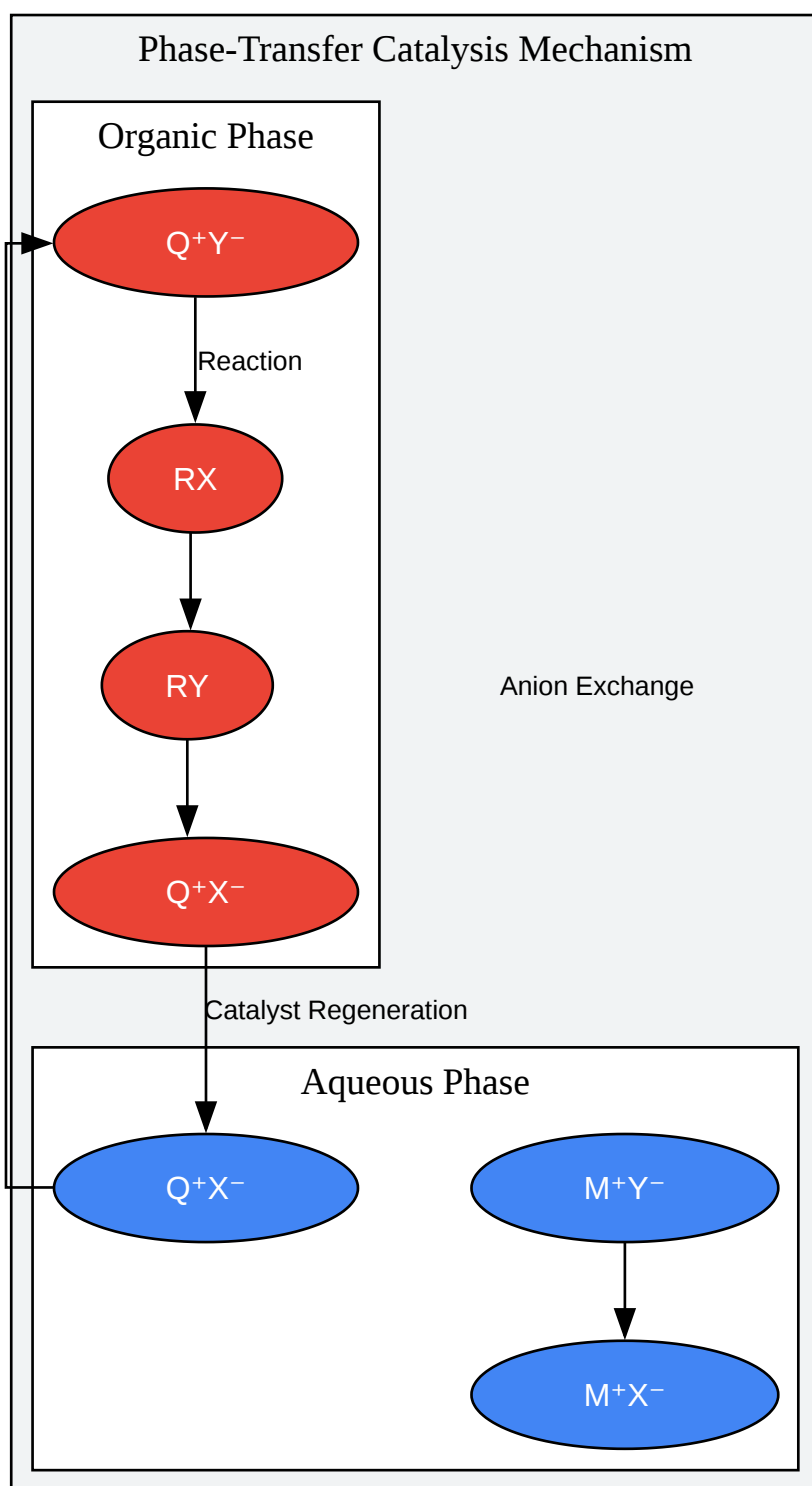 Phase-Transfer Catalysis Mechanism
Organic Phase
Q⁺Y⁻
Reaction
RX
RY
Anion Exchange
Q⁺X⁻
Catalyst Regeneration
Aqueous Phase
Q⁺X⁻
M⁺Y⁻
M⁺X⁻